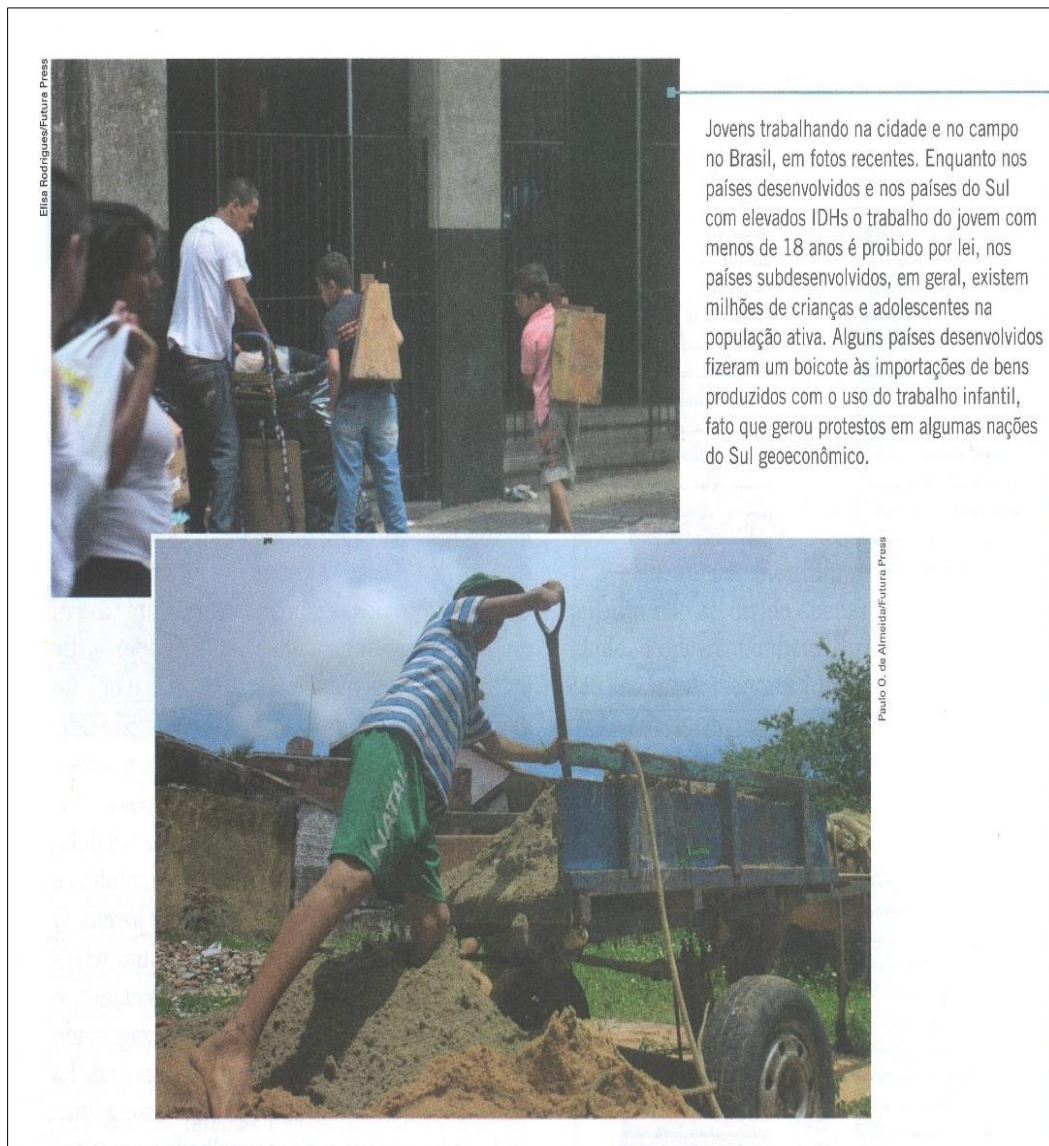 Elisa Rodrigues/Futura Press
Jovens trabalhando na cidade e no campo
no Brasil, em fotos recentes. Enquanto nos
países desenvolvidos e nos países do Sul
com elevados IDHs o trabalho do jovem com
menos de 18 anos é proibido por lei, nos
países subdesenvolvidos, em geral, existem
milhões de crianças e adolescentes na
população ativa. Alguns países desenvolvidos
fizeram um boicote às importações de bens
produzidos com o uso do trabalho infantil,
fato que gerou protestos em algumas nações
do Sul geoeconômico.
Paulo O. de Almeida/Futura Press
NATAL